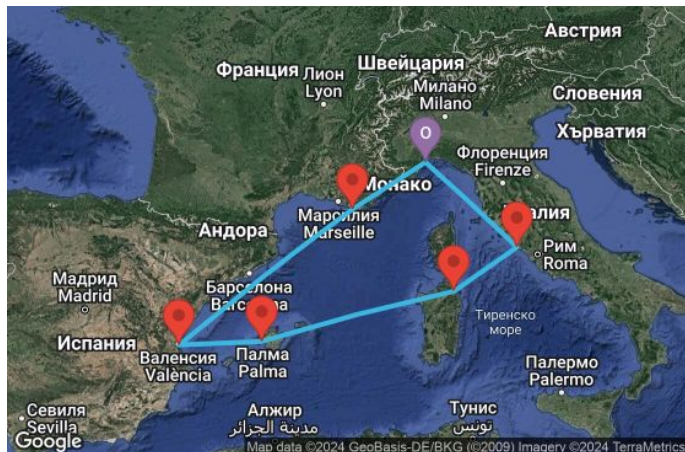 Австрия
Швейцария
Франция
Лион
Lyon
Милано
Milano
Словения
Хърватия
O
Флоренция
Firenze
Монако
Марсилия
Marseille
Андора
Рим
Roma
Мадрид
Madrid
Барселона
Испания
Валенсия
València
Палма
Palma
Тиренско
море
Палермо
Palermo
Севиля
Sevilla
Алжир
مدينة الجزائر
Тунис
تونس
Google
Map data ©2024 GeoBasis-DE/BKG (©2009) Imagery ©2024 TerraMetrics